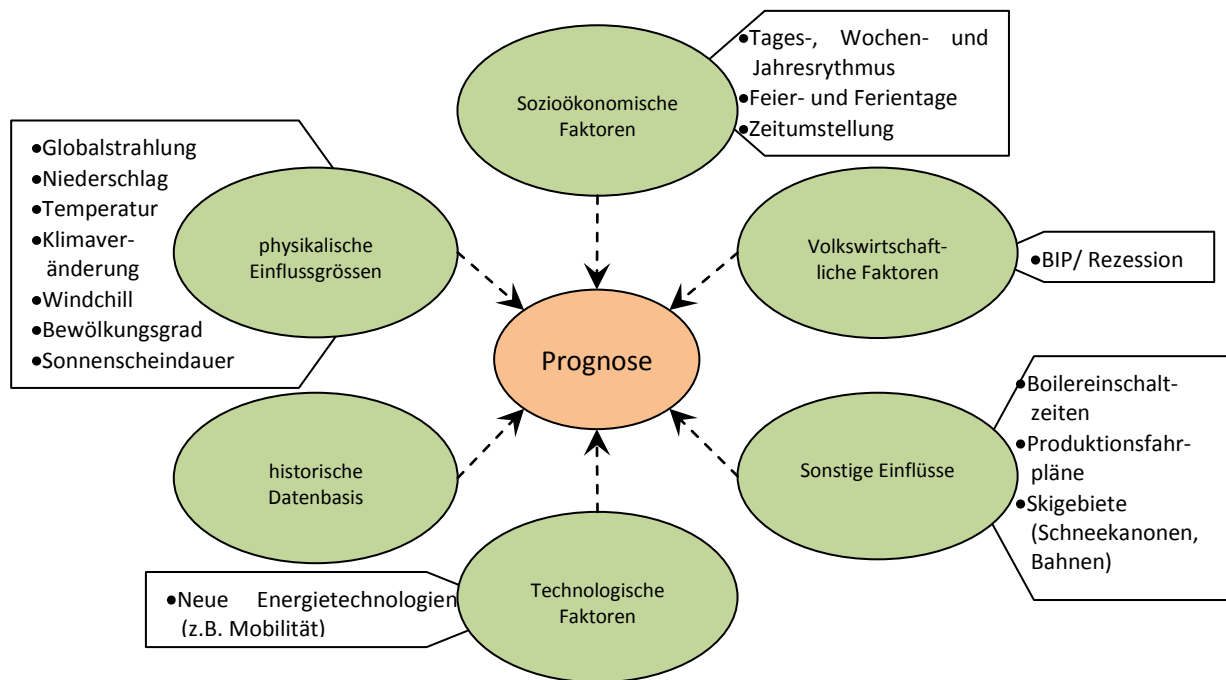 Sozioökonomische
Faktoren
•Tages-, Wochen- und
Jahresrythmus
•Feier- und Ferientage
•Zeitumstellung
•Globalstrahlung
•Niederschlag
•Temperatur
•Klimaver-
änderung
•Windchill
•Bewölkungsgrad
•Sonnenscheindauer
physikalische
Einflussgrössen
Volkswirtschaft-
liche Faktoren
•BIP/ Rezession
Prognose
historische
Datenbasis
Sonstige Einflüsse
•Boilereinschalt-
zeiten
•Produktionsfahr-
pläne
•Skigebiete
(Schneekanonen,
Bahnen)
•Neue Energietechnologien
(z.B. Mobilität)
Technologische
Faktoren